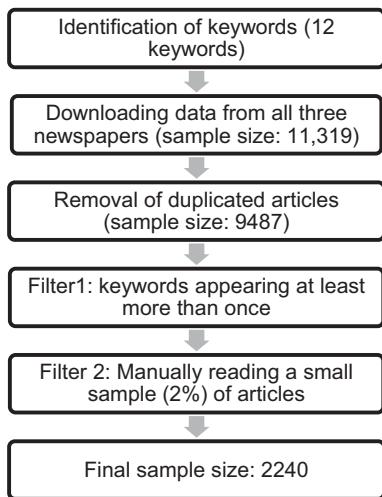 Identification of keywords (12
keywords)
Downloading data from all three
newspapers (sample size: 11,319)
Removal of duplicated articles
(sample size: 9487)
Filter1: keywords appearing at least
more than once
Filter 2: Manually reading a small
sample (2%) of articles
Final sample size: 2240